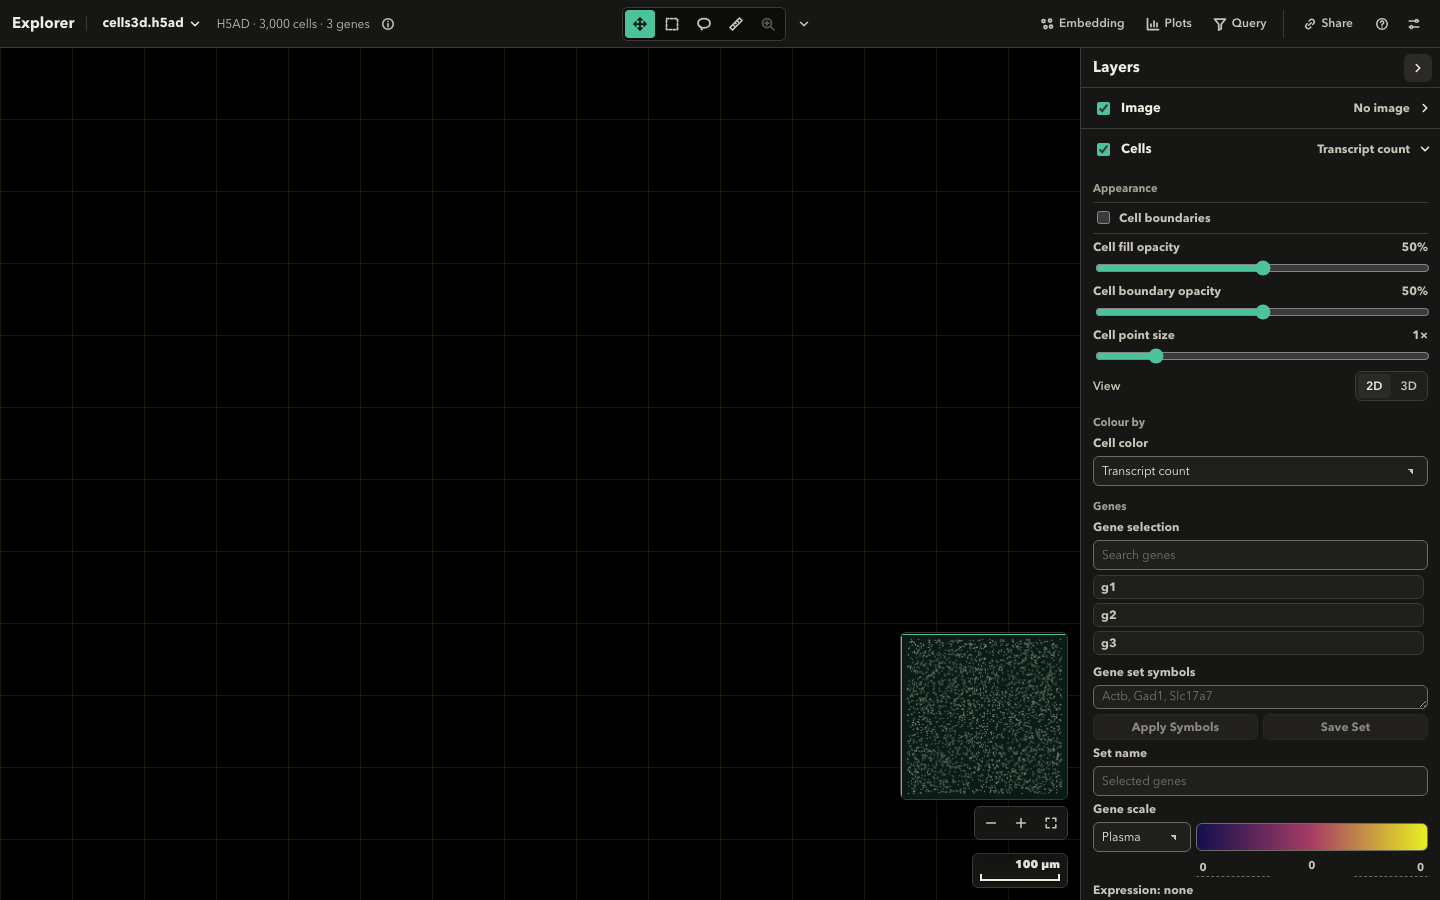 Explorer
cells3d.h5ad
H5AD · 3,000 cells · 3 genes
Embedding
Plots
Query
Share
Layers
Image
No image
Cells
Transcript count
Appearance
Cell boundaries
Cell fill opacity
50%
Cell boundary opacity
50%
Cell point size
1×
View
2D
3D
Colour by
Cell color
Transcript count
Genes
Gene selection
Search genes
g1
g2
g3
Gene set symbols
Actb, Gad1, Slc17a7
Apply Symbols
Save Set
Set name
Selected genes
Gene scale
Plasma
0
0
0
Expression: none
100 µm